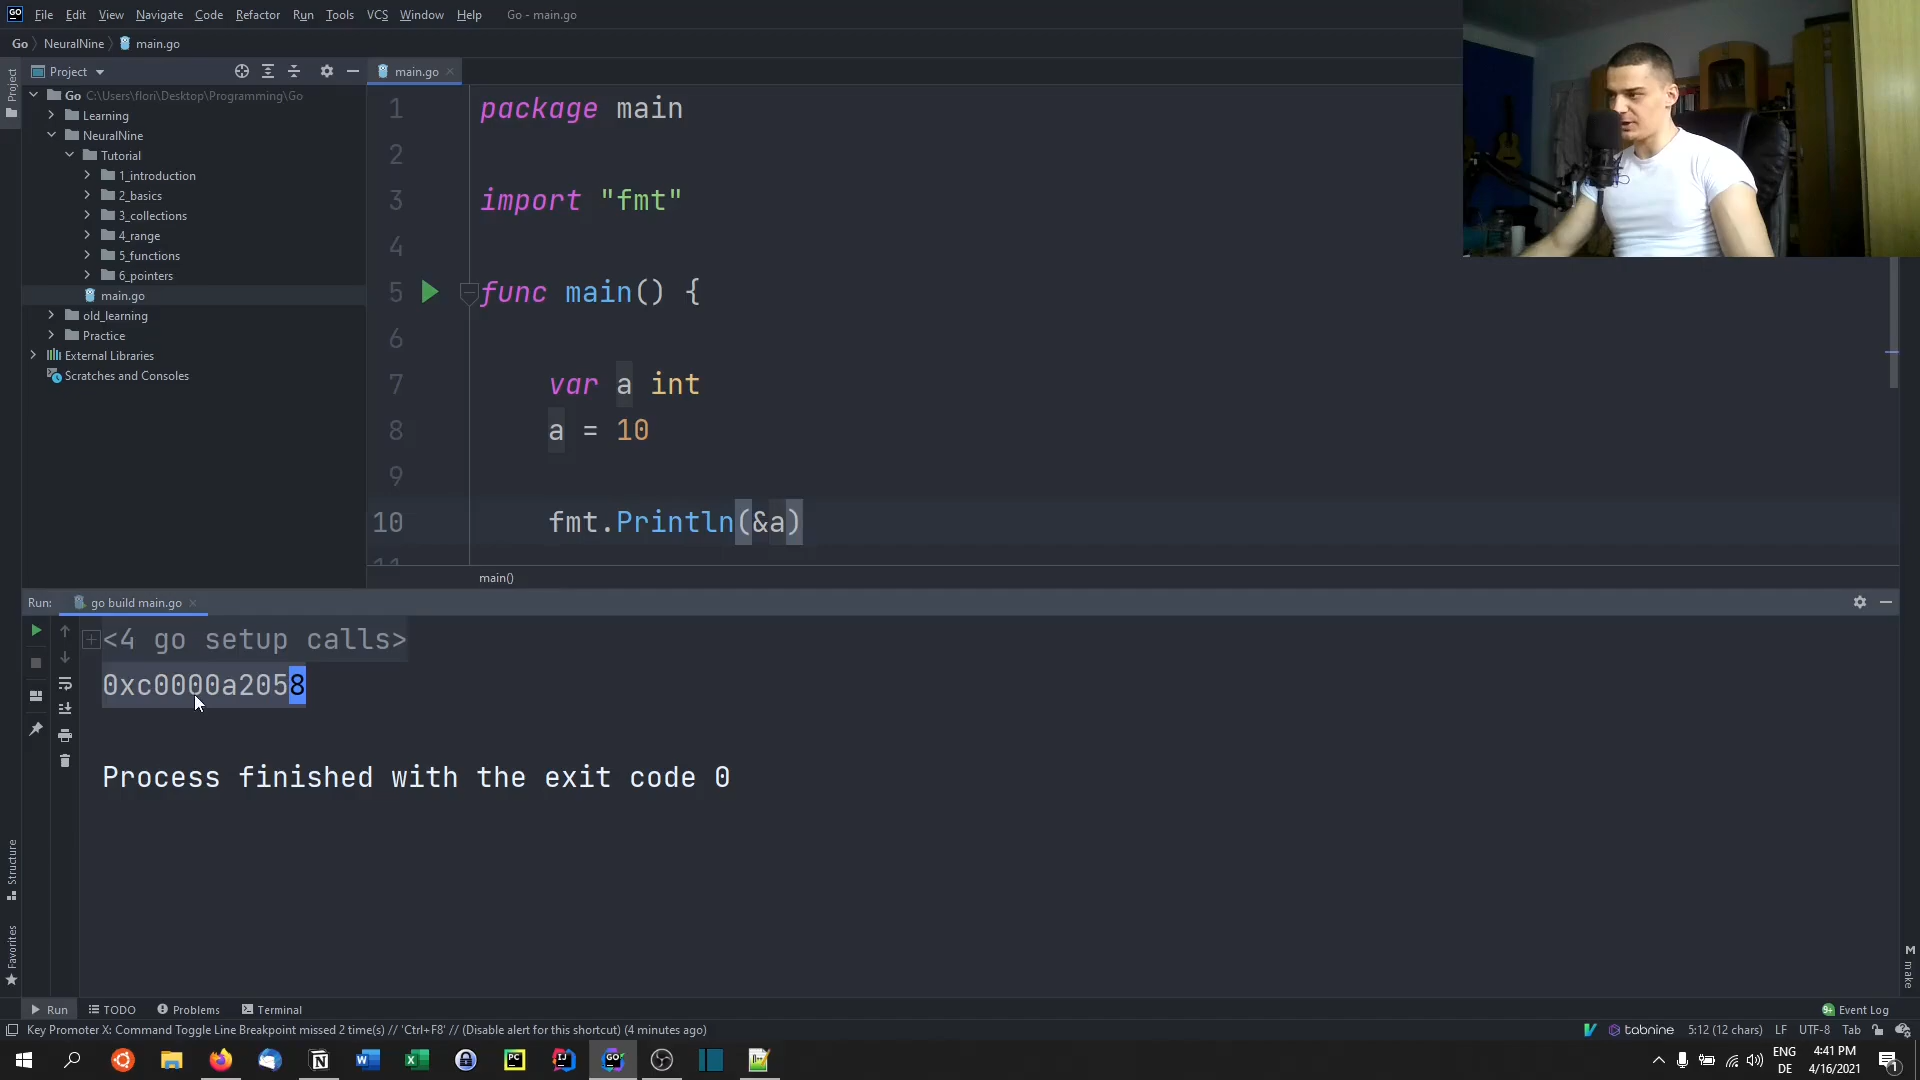 GO File Edit View Navigate Code Refactor Run Tools VCS Window Help Go - main.go
Go NeuralNine main.go
Project main.go
Project
Go C:\Users\flori\Desktop\Programming\Go
Learning
NeuralNine
Tutorial
1_introduction
2_basics
3_collections
4_range
5_functions
6_pointers
main.go
old_learning
Practice
External Libraries
Scratches and Consoles
1 package main
2
3 import "fmt"
4
5 func main() {
6
7 var a int
8 a = 10
9
10 fmt.Println(&a)
11
main()
Run: go build main.go
<4 go setup calls>
0xc0000a2058
Process finished with the exit code 0
Structure
Favorites
make
Run TODO Problems Terminal Event Log
Key Promoter X: Command Toggle Line Breakpoint missed 2 time(s) // 'Ctrl+F8' // (Disable alert for this shortcut) (4 minutes ago) tabnine 5:12 (12 chars) LF UTF-8 Tab
ENG 4:41 PM
DE 4/16/2021